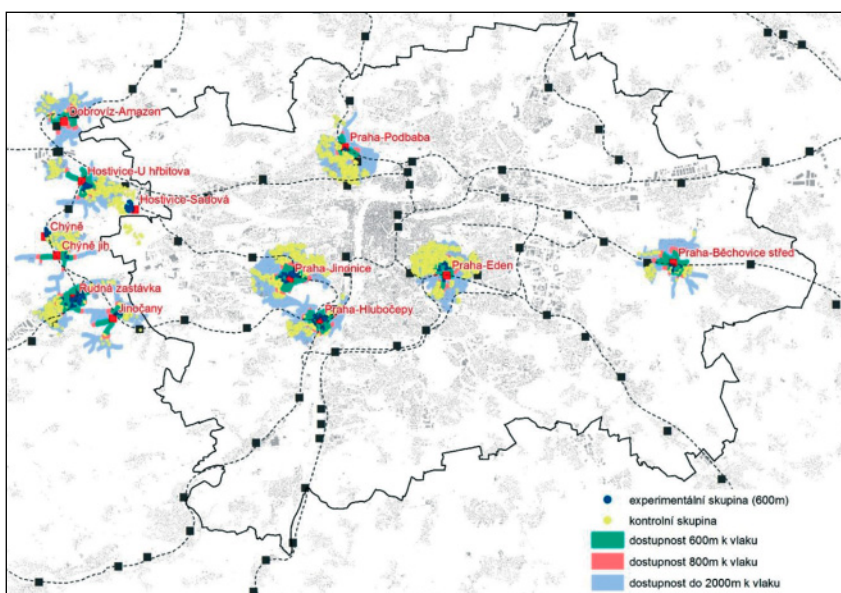 Dobrovíz-Amazon
Praha-Podbaba
Hostivice-U hřbitova
Hostivice-Sadová
Chýně
Chýně jih
Praha-Jinonice
Praha-Eden
Praha-Běchovice střed
Rudná zastávka
Jinočany
Praha-Hlubočepy
experimentální skupina (600m)
kontrolní skupina
dostupnost 600m k vlaku
dostupnost 800m k vlaku
dostupnost do 2000m k vlaku